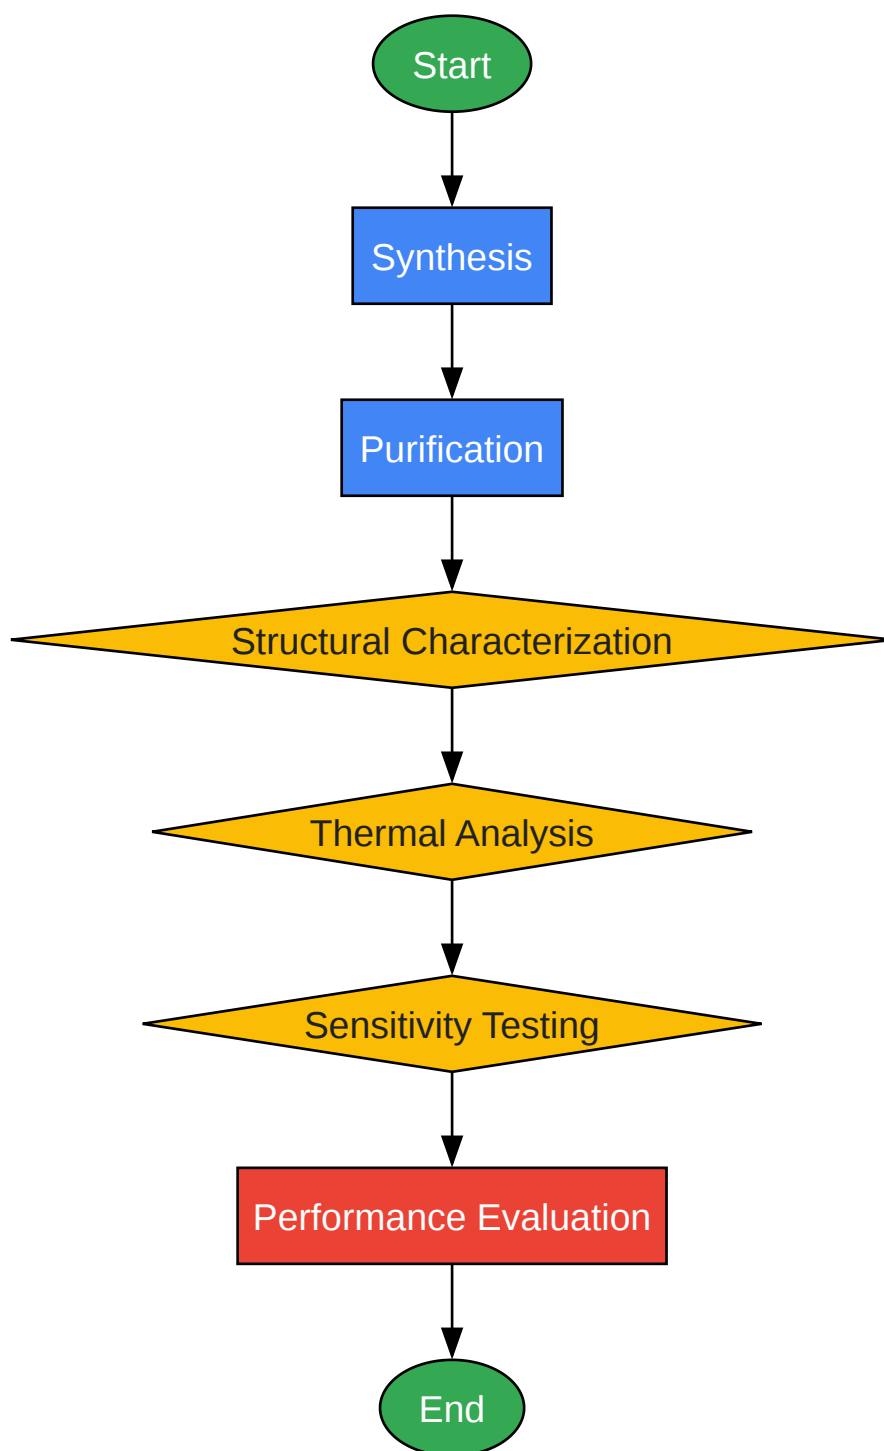 Start
Synthesis
Purification
Structural Characterization
Thermal Analysis
Sensitivity Testing
Performance Evaluation
End